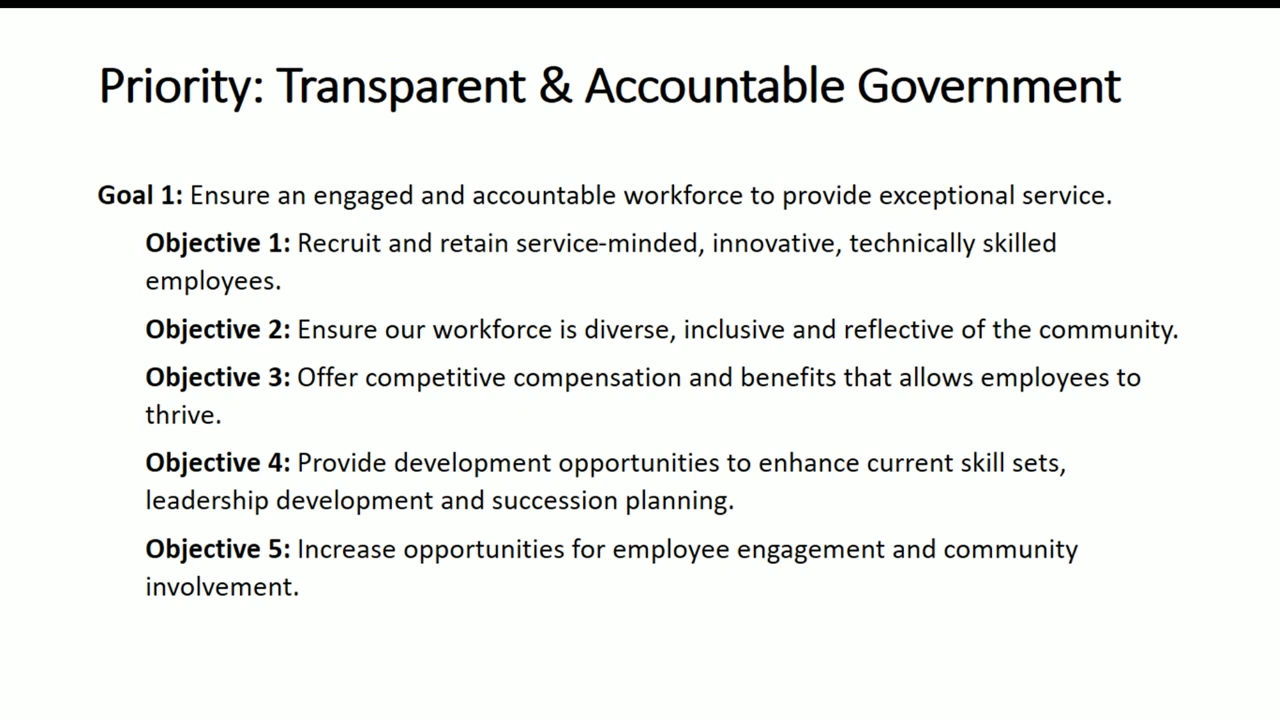 Priority: Transparent & Accountable Government
Goal 1: Ensure an engaged and accountable workforce to provide exceptional service.
Objective 1: Recruit and retain service-minded, innovative, technically skilled
employees.
Objective 2: Ensure our workforce is diverse, inclusive and reflective of the community.
Objective 3: Offer competitive compensation and benefits that allows employees to
thrive.
Objective 4: Provide development opportunities to enhance current skill sets,
leadership development and succession planning.
Objective 5: Increase opportunities for employee engagement and community
involvement.